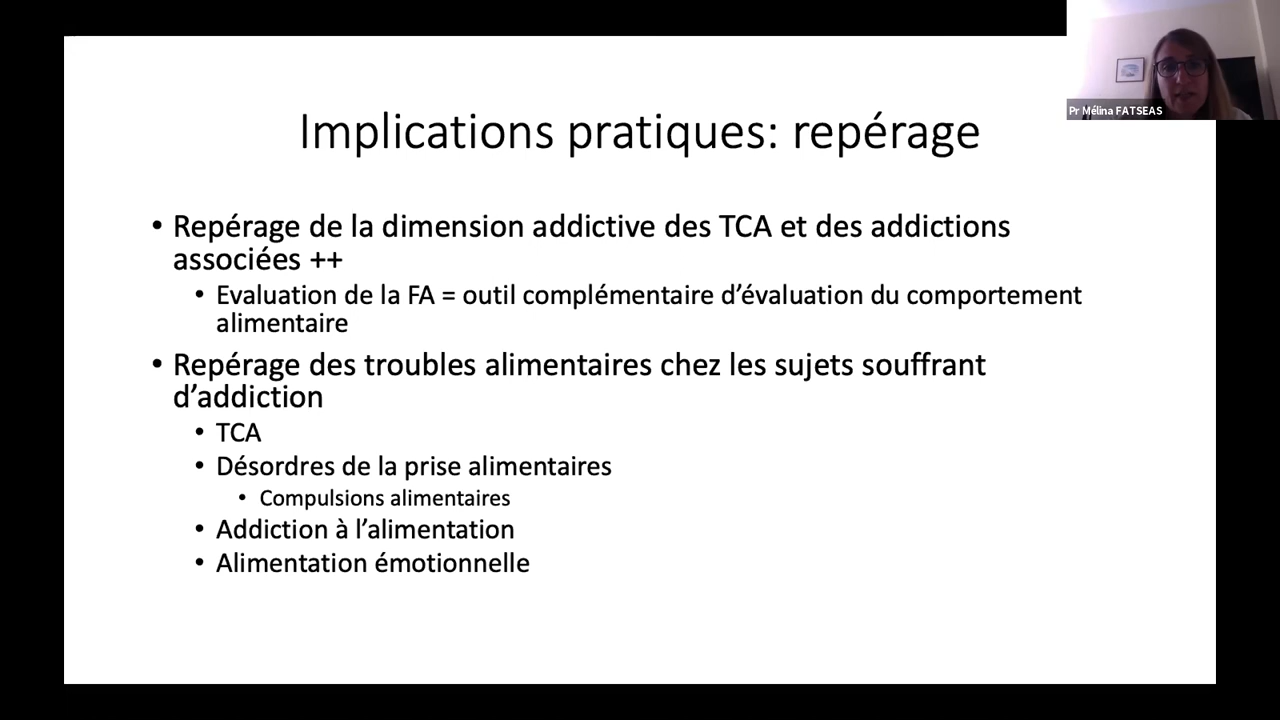 Pr Mélina FATSEAS
Implications pratiques: repérage
• Repérage de la dimension addictive des TCA et des addictions
associées ++
• Evaluation de la FA = outil complémentaire d’évaluation du comportement
alimentaire
• Repérage des troubles alimentaires chez les sujets souffrant
d’addiction
• TCA
• Désordres de la prise alimentaires
• Compulsions alimentaires
• Addiction à l’alimentation
• Alimentation émotionnelle